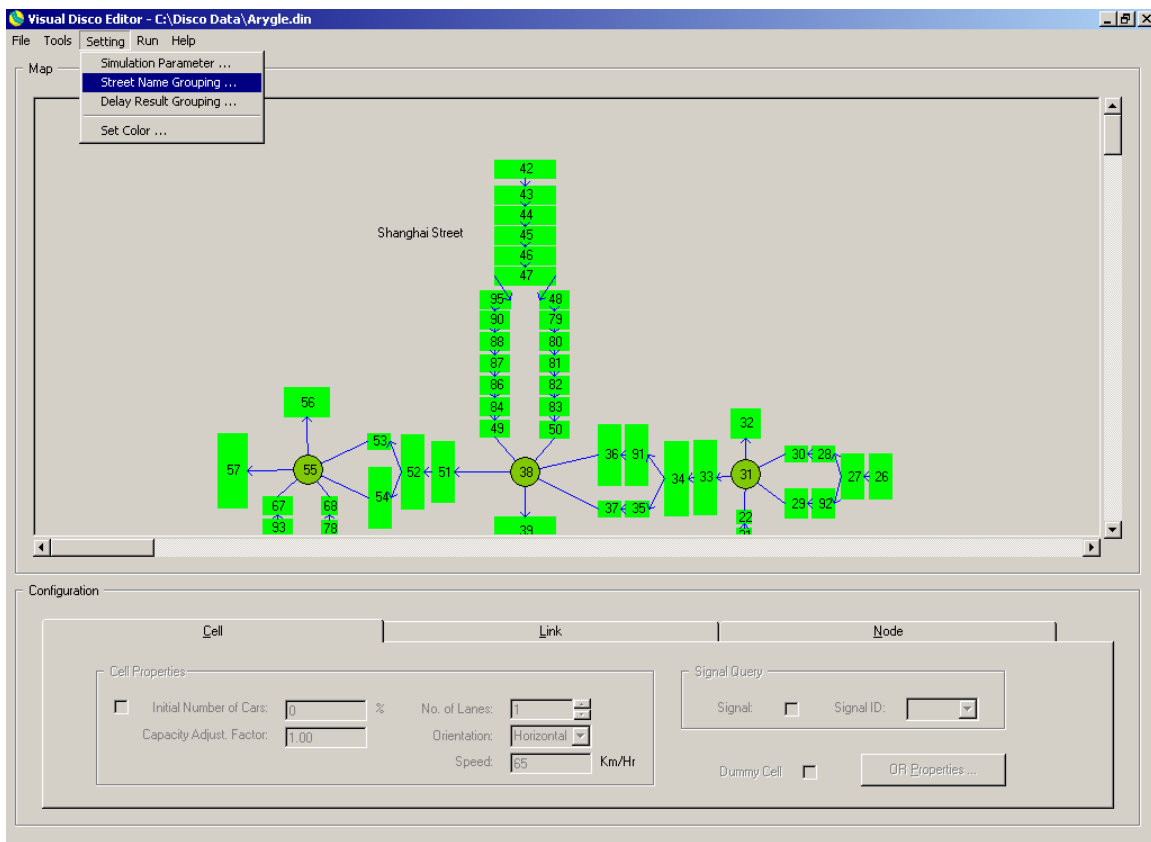 Visual Disco Editor - C:\Disco Data\Arygle.din
File Tools Setting Run Help
Simulation Parameter ...
Map
Street Name Grouping ...
Delay Result Grouping ...
Set Color ...
42
43
44
Shanghai Street 45
46
47
95 48
90 79
88 80
87 81
86 82
56 84 83
32
49 50
53 36 91 30 28
57 55 52 51 38 34 33 31 27 26
54 37 35 29 92
67 68 22
93 78 39 21
Configuration
Cell Link Node
Cell Properties Signal Query
Initial Number of Cars: 0 % No. of Lanes: 1 Signal: Signal ID:
Capacity Adjust. Factor: 1.00 Orientation: Horizontal
Speed: 65 Km/Hr
Dummy Cell OR Properties ...